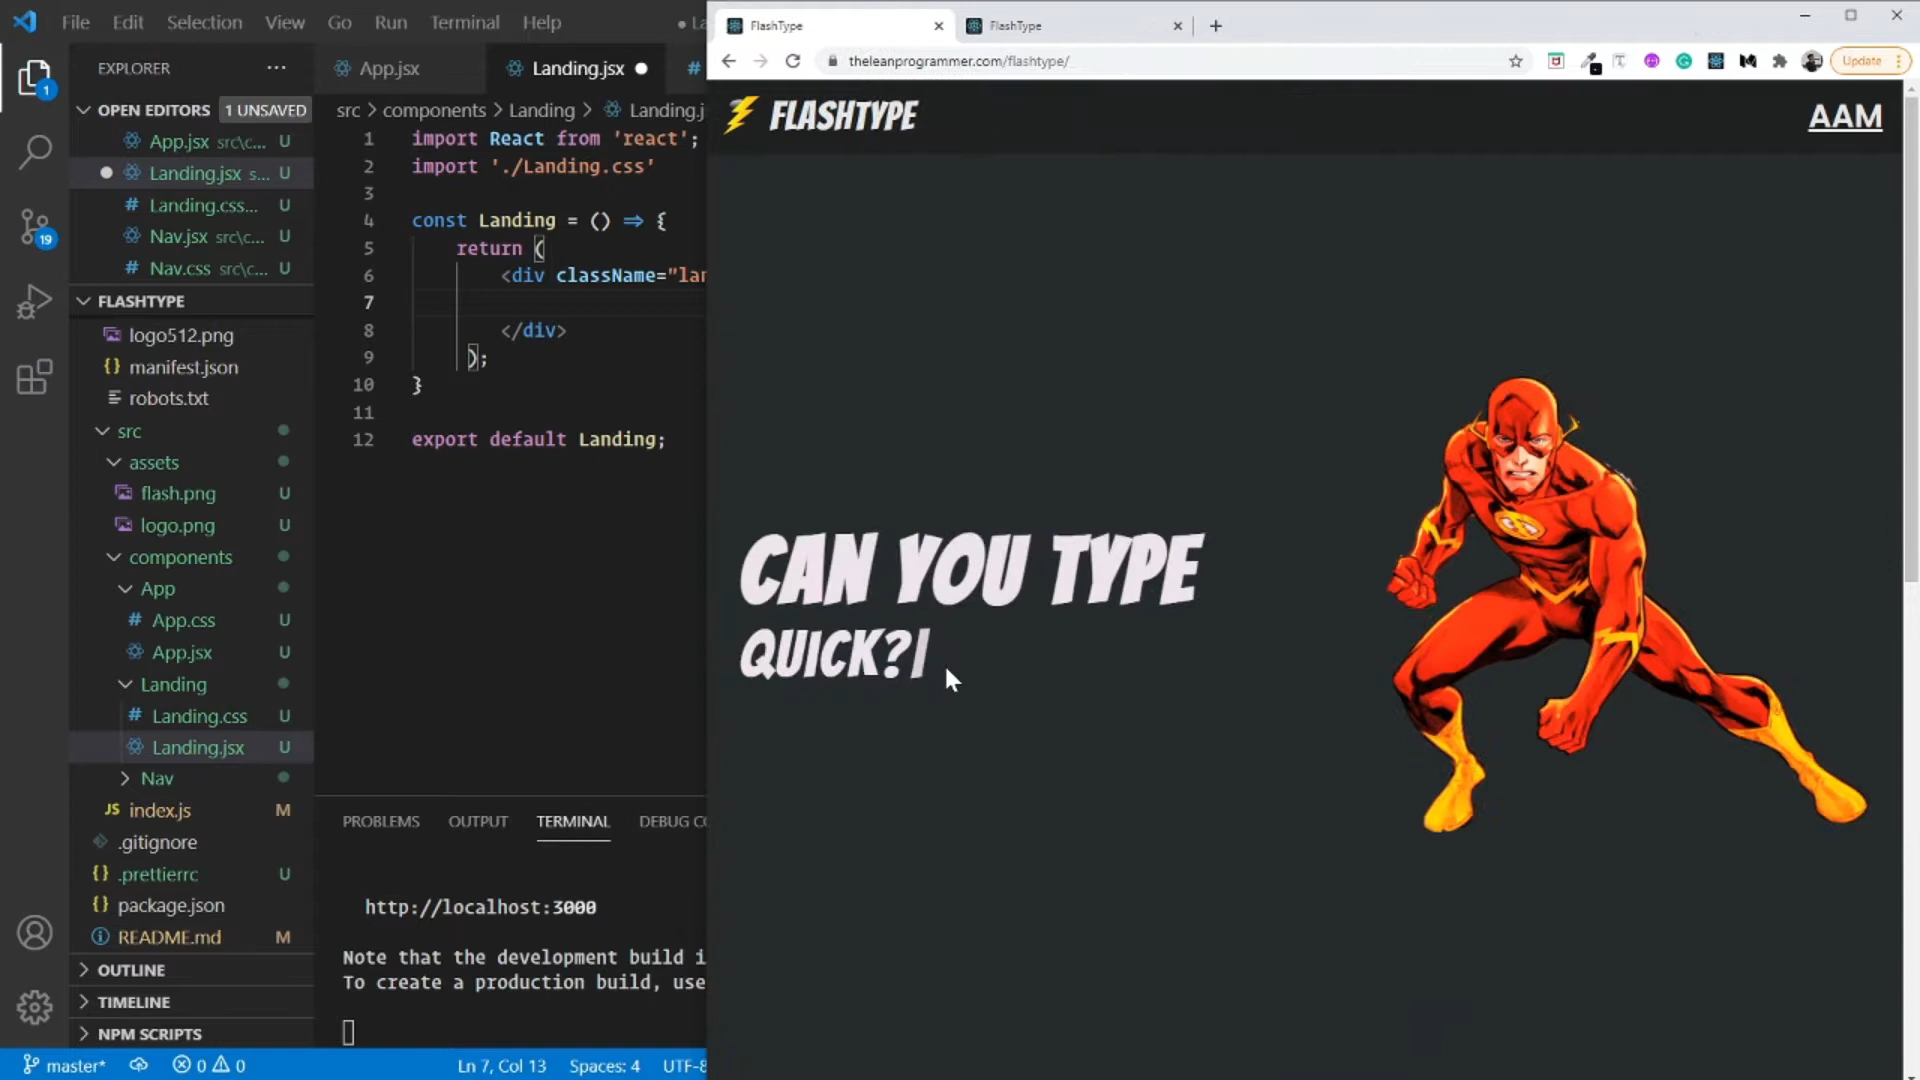 File Edit Selection View Go Run Terminal Help
EXPLORER
OPEN EDITORS 1 UNSAVED
App.jsx src\c... U
Landing.jsx s... U
Landing.css... U
Nav.jsx src\c... U
Nav.css src\c... U
FLASHTYPE
logo512.png
manifest.json
robots.txt
src
assets
flash.png U
logo.png U
components
App
App.css U
App.jsx U
Landing
Landing.css U
Landing.jsx U
Nav
index.js M
.gitignore
.prettierrc U
package.json
README.md M
OUTLINE
TIMELINE
NPM SCRIPTS
App.jsx Landing.jsx
src > components > Landing > Landing.j
1 import React from 'react';
2 import './Landing.css'
3
4 const Landing = () ⇒ {
5 return (
6 <div className="lan
7
8 </div>
9 );
10 }
11
12 export default Landing;
PROBLEMS OUTPUT TERMINAL DEBUG CO
http://localhost:3000
Note that the development build i
To create a production build, use
master* 0 0 Ln 7, Col 13 Spaces: 4 UTF-8
FlashType FlashType
theleanprogrammer.com/flashtype/
Update
FLASHTYPE
AAM
CAN YOU TYPE
QUICK?|